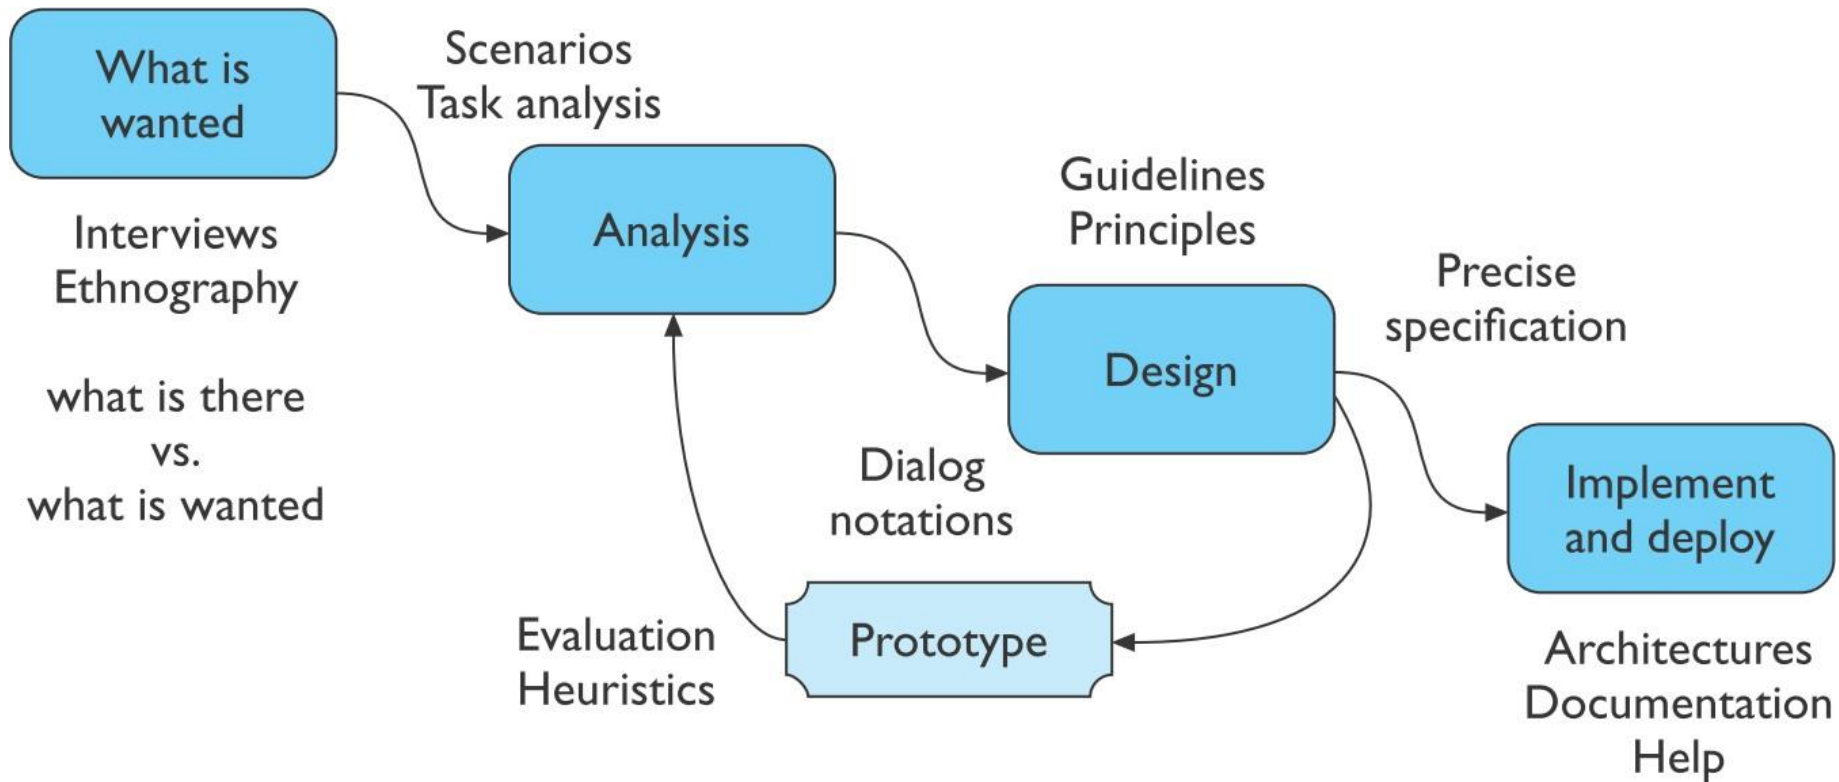 What is
wanted
Interviews
Ethnography
what is there
vs.
what is wanted
Scenarios
Task analysis
Analysis
Guidelines
Principles
Design
Precise
specification
Dialog
notations
Prototype
Evaluation
Heuristics
Implement
and deploy
Architectures
Documentation
Help